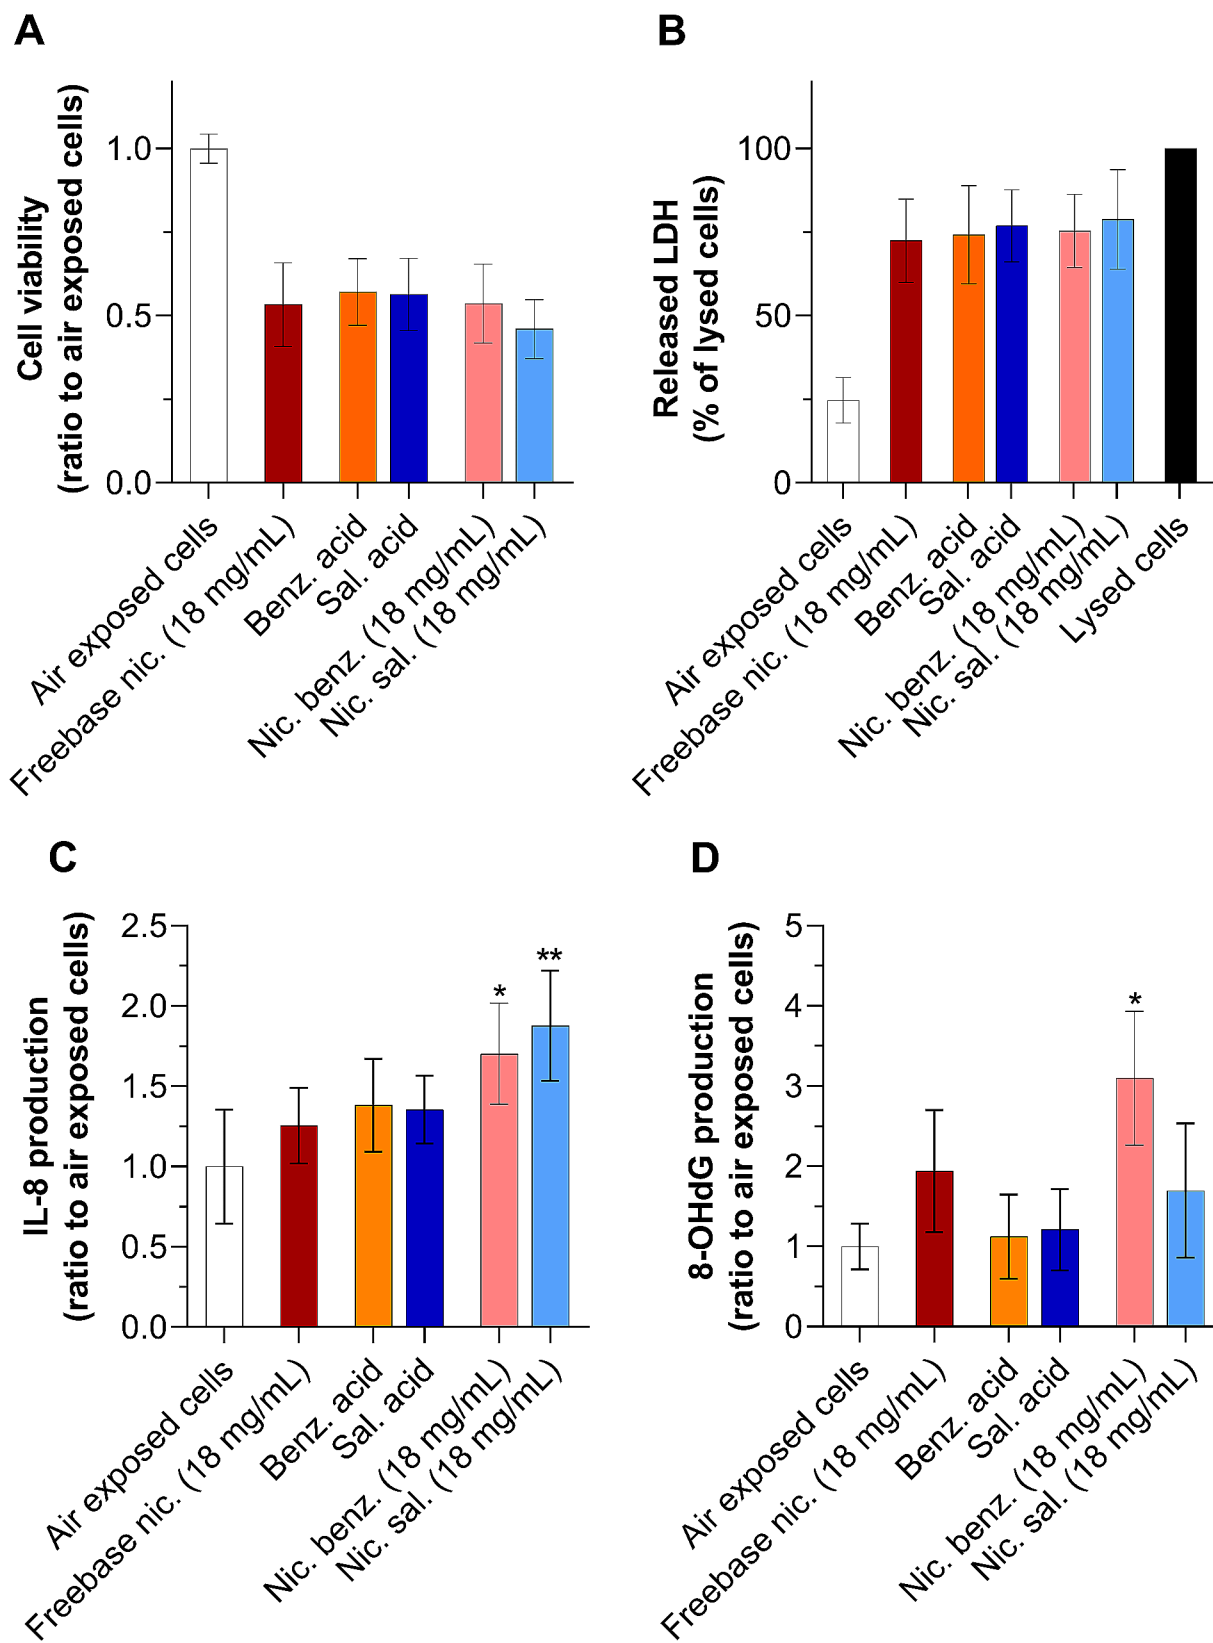 A
Cell viability
(ratio to air exposed cells)
1.0
0.5
0.0
Air exposed cells
Freebase nic. (18 mg/mL)
Benz. acid
Sal. acid
Nic. benz. (18 mg/mL)
Nic. sal. (18 mg/mL)
B
Released LDH
(% of lysed cells)
100
50
0
Air exposed cells
Freebase nic. (18 mg/mL)
Benz. acid
Sal. acid
Nic. benz. (18 mg/mL)
Nic. sal. (18 mg/mL)
Lysed cells
C
IL-8 production
(ratio to air exposed cells)
2.5
2.0
1.5
1.0
0.5
0.0
*
**
Air exposed cells
Freebase nic. (18 mg/mL)
Benz. acid
Sal. acid
Nic. benz. (18 mg/mL)
Nic. sal. (18 mg/mL)
D
8-OHdG production
(ratio to air exposed cells)
5
4
3
2
1
0
*
Air exposed cells
Freebase nic. (18 mg/mL)
Benz. acid
Sal. acid
Nic. benz. (18 mg/mL)
Nic. sal. (18 mg/mL)